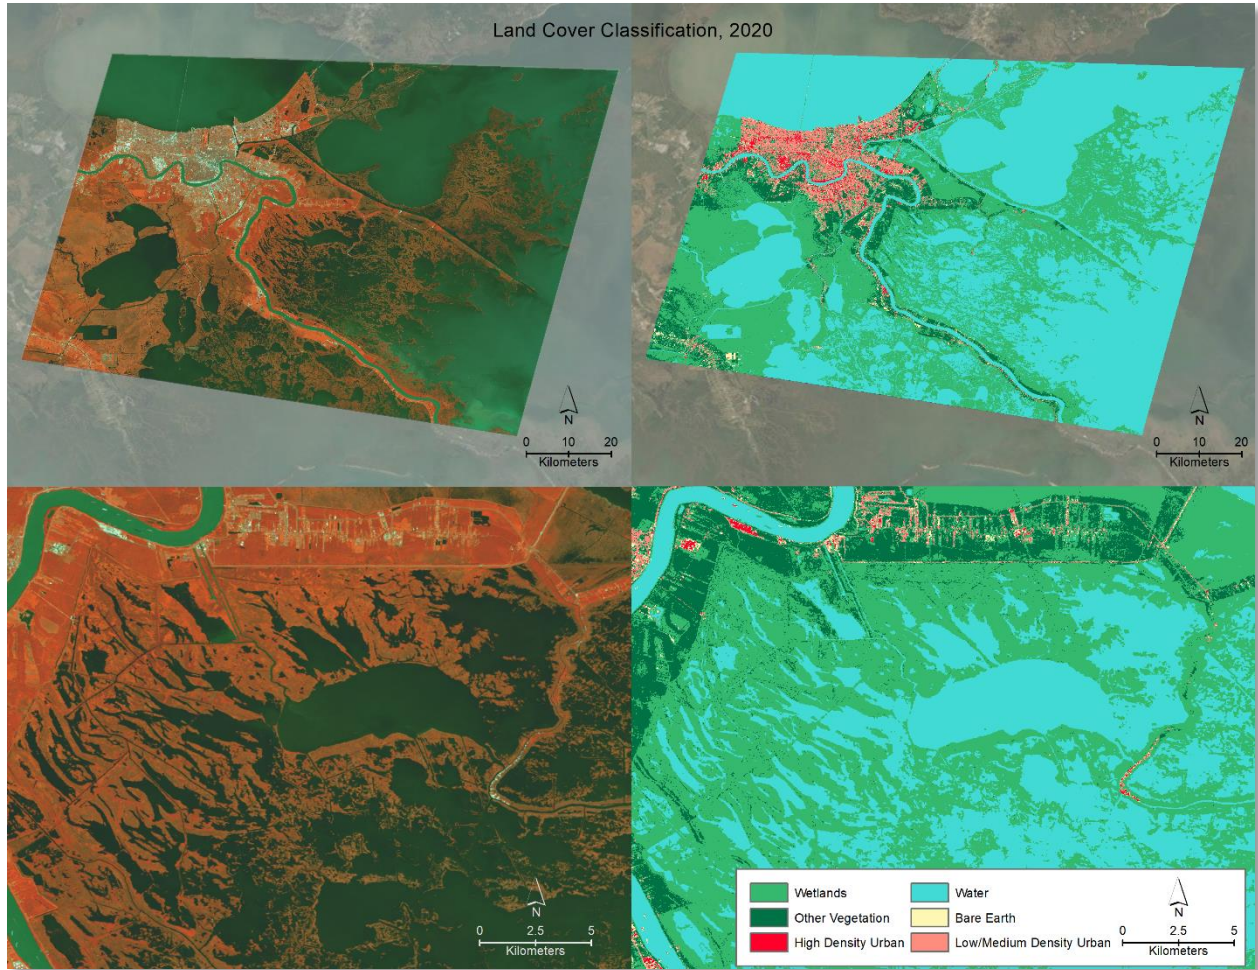 Land Cover Classification, 2020
N
0 10 20
Kilometers
N
0 10 20
Kilometers
N
0 2.5 5
Kilometers
Wetlands
Water
Other Vegetation
Bare Earth
High Density Urban
Low/Medium Density Urban
N
0 2.5 5
Kilometers